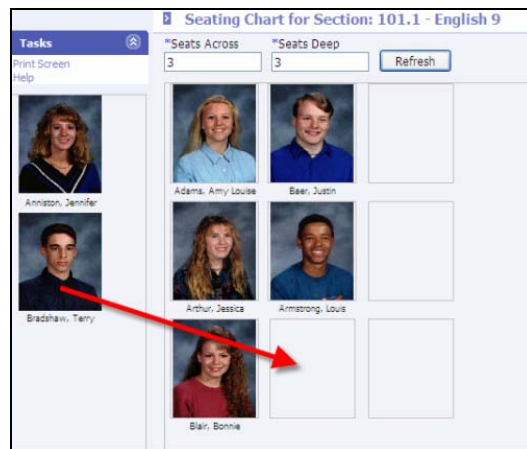 Seating Chart for Section: 101.1 - English 9
Tasks
Print Screen
Help
*Seats Across
*Seats Deep
3
3
Refresh
Anniston, Jennifer
Bradshaw, Terry
Adams, Amy Louise
Baer, Justin
Arthur, Jessica
Armstrong, Louis
Blair, Bonnie